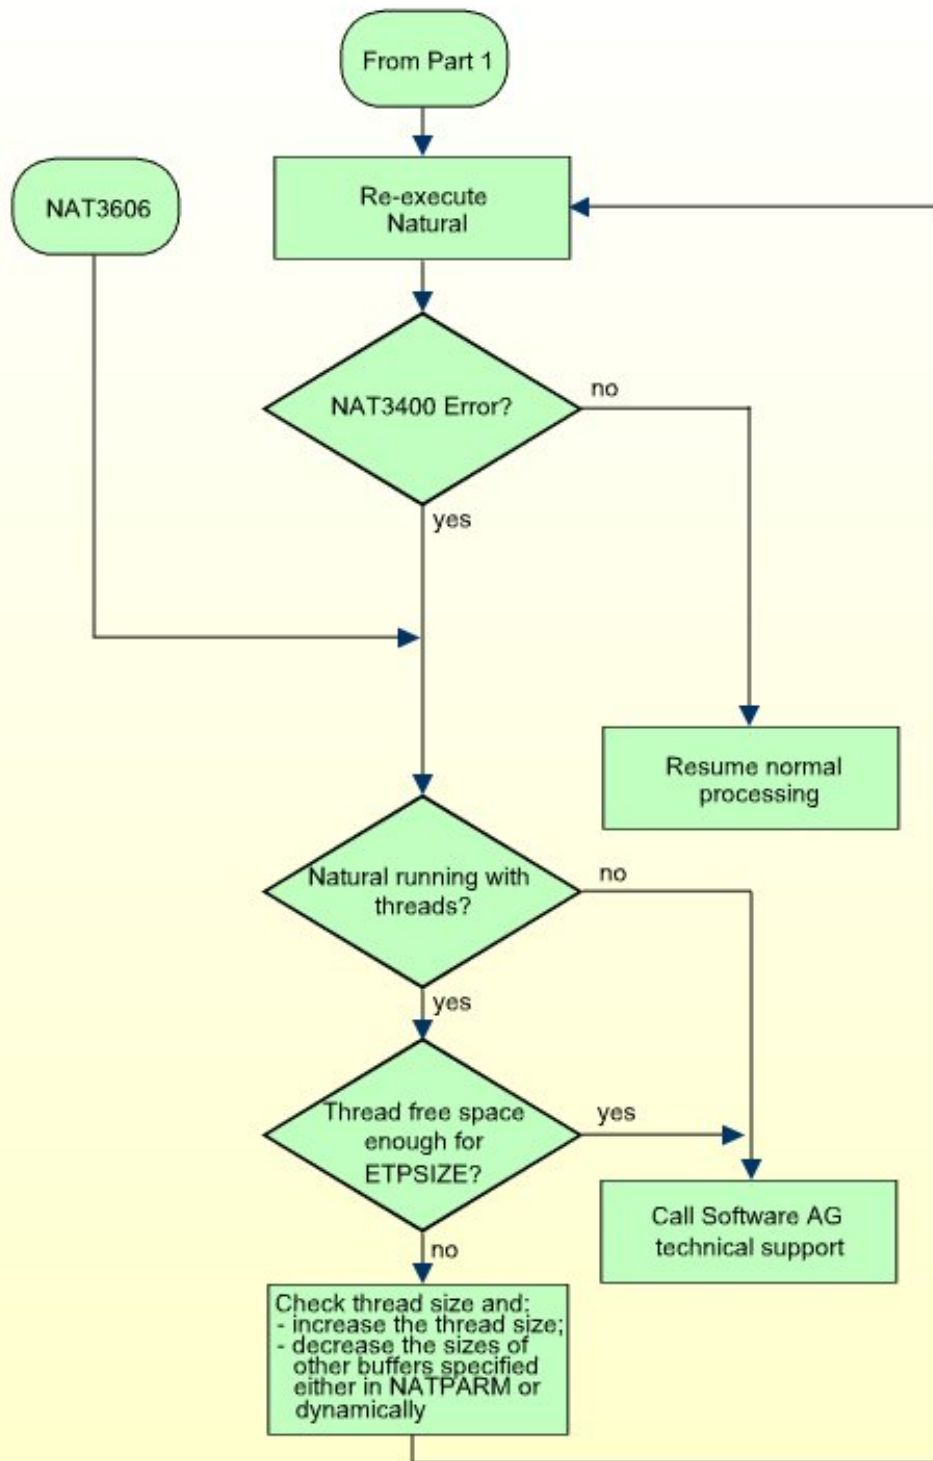 From Part 1
NAT3606
Re-execute
Natural
NAT3400 Error?
no
yes
Resume normal
processing
Natural running with
threads?
no
yes
Thread free space
enough for
ETPSIZE?
yes
no
Call Software AG
technical support
Check thread size and:
- increase the thread size;
- decrease the sizes of
other buffers specified
either in NATPARM or
dynamically